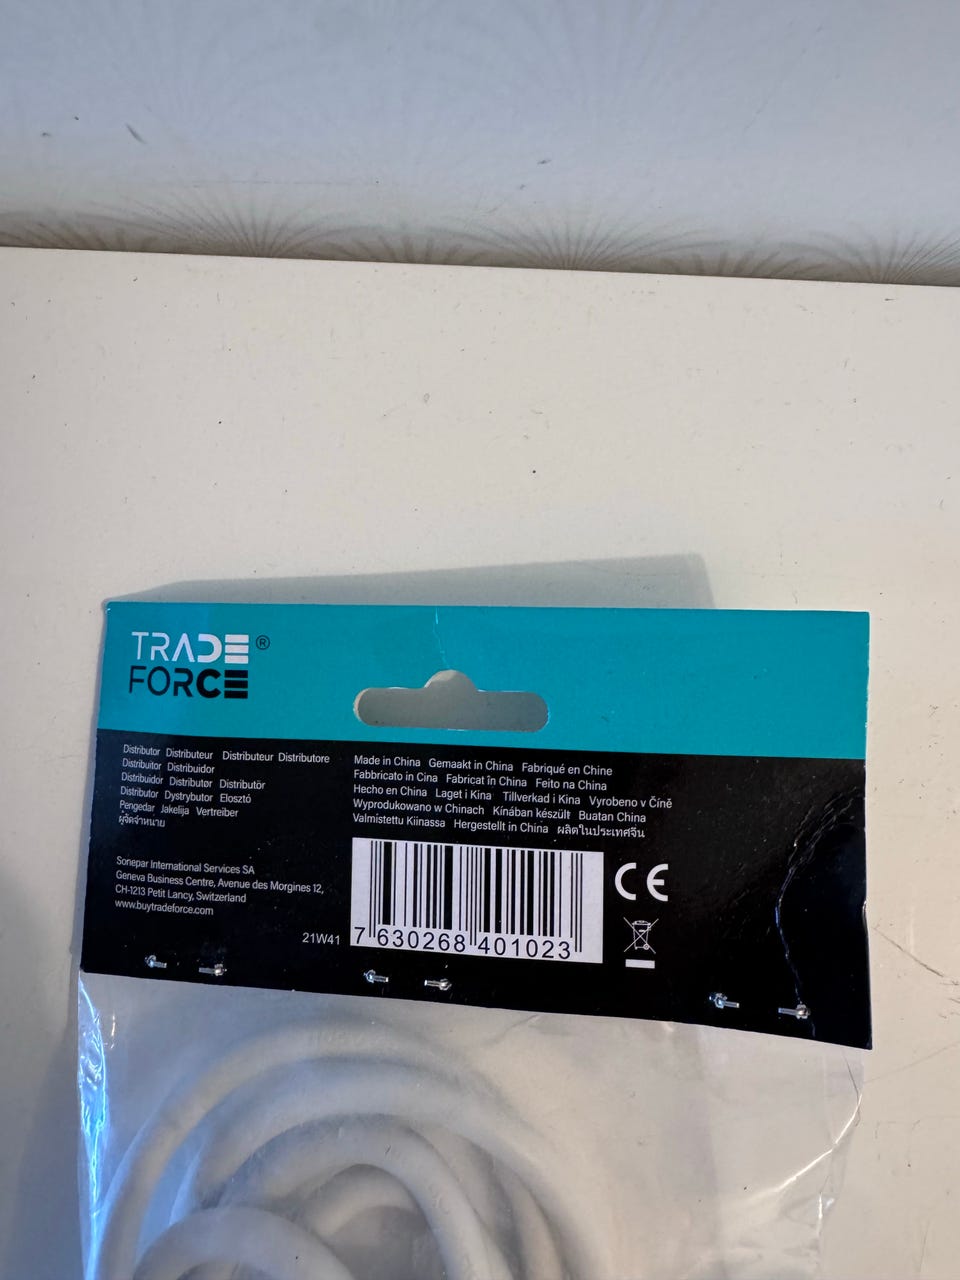 TRADE ®
FORCE
Distributor Distributeur Distributeur Distributore
Distribuitor Distribuidor
Distribuidor Distributør Distributör
Distributor Dystrybutor Elosztó
Pengedar Jakelija Vertreiber
ผู้จัดจำหน่าย
Made in China Gemaakt in China Fabriqué en Chine
Fabbricato in Cina Fabricat în China Feito na China
Hecho en China Laget i Kina Tillverkad i Kina Vyrobeno v Číně
Wyprodukowano w Chinach Kínában készült Buatan China
Valmistettu Kiinassa Hergestellt in China ผลิตในประเทศจีน
Sonepar International Services SA
Geneva Business Centre, Avenue des Morgines 12,
CH-1213 Petit Lancy, Switzerland
www.buytradeforce.com
21W41
7 630268 401023
CE